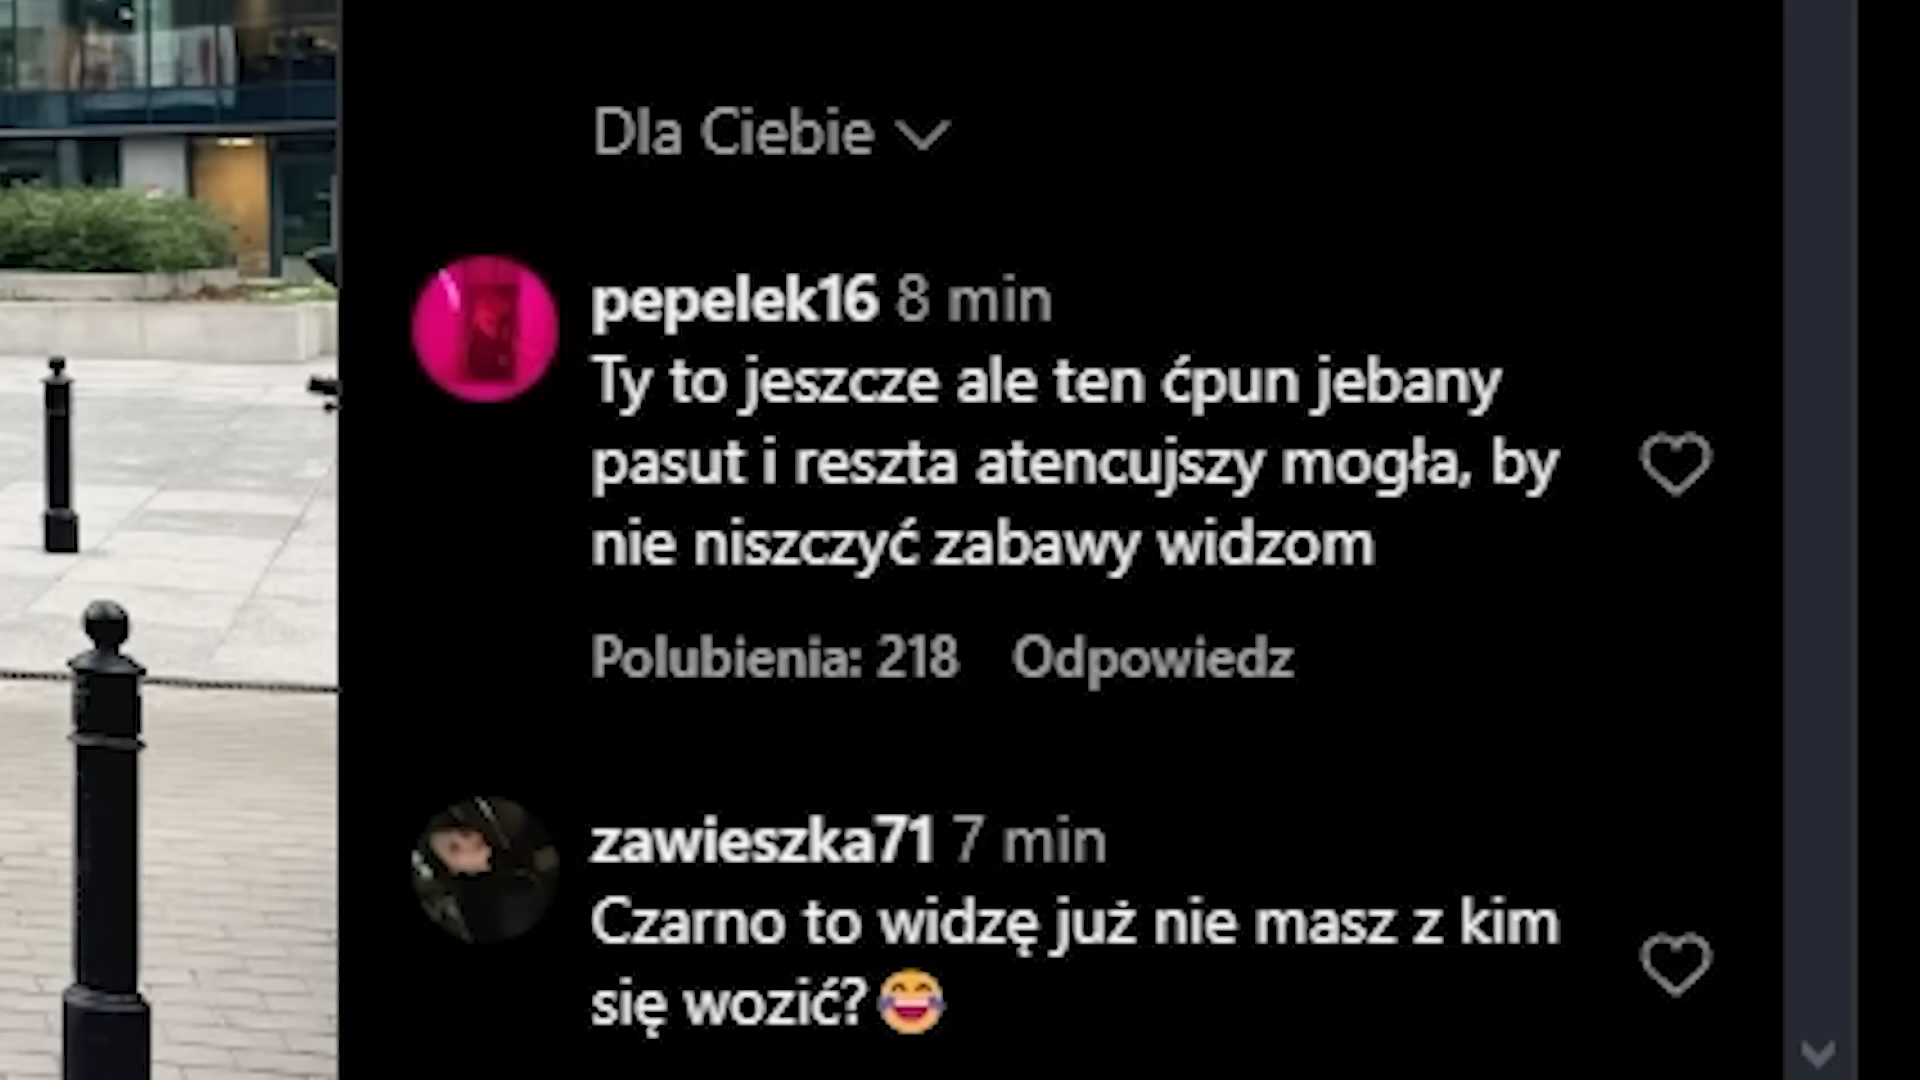 Dla Ciebie
pepelek16 8 min
Ty to jeszcze ale ten ćpun jebany
pasut i reszta atencujszy mogła, by
nie niszczyć zabawy widzom
Polubienia: 218 Odpowiedz
zawieszka71 7 min
Czarno to widzę już nie masz z kim
się wozić?😂